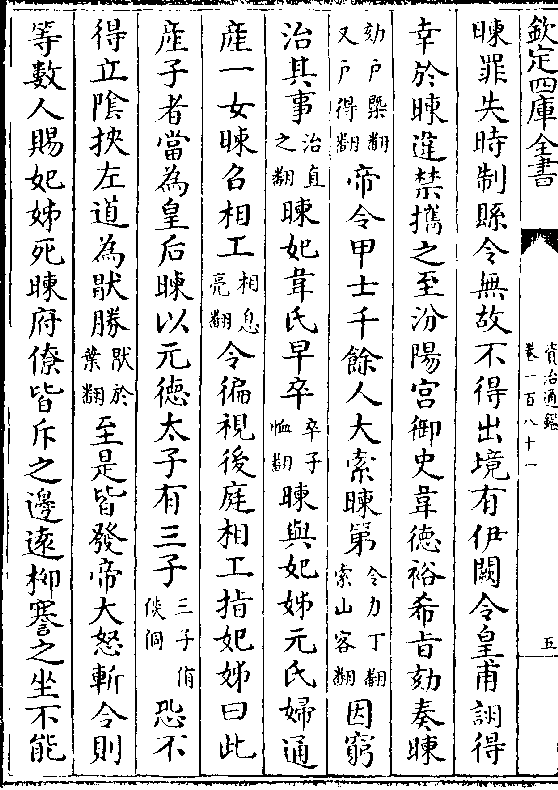 欽定四庫全書
資治通鑑
卷一百八十一
五
暕罪失時制縣令無故不得出境有伊闕令皇甫詡得
幸於暕違禁攜之至汾陽宮御史韋德裕希旨劾奏暕
劾戸槩翻
又戸得翻
帝令甲士千餘人大索暕第
令力丁翻
索山客翻
因窮
治其事
治直
之翻
暕妃韋氏早卒
卒子
恤翻
暕與妃姊元氏婦通
産一女暕召相工
相息
亮翻
令徧視後庭相工指妃姊曰此
産子者當為皇后暕以元德太子有三子
三子侑
倓侗
恐不
得立隂挾左道為厭勝
厭於
葉翻
至是皆發帝大怒斬令則
等數人賜妃姊死暕府僚皆斥之邊遠栁謇之坐不能